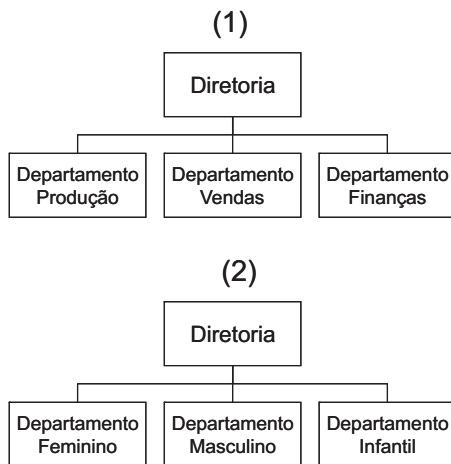 (1)
Diretoria
Departamento Departamento Departamento
Produção Vendas Finanças
(2)
Diretoria
Departamento Departamento Departamento
Feminino Masculino Infantil